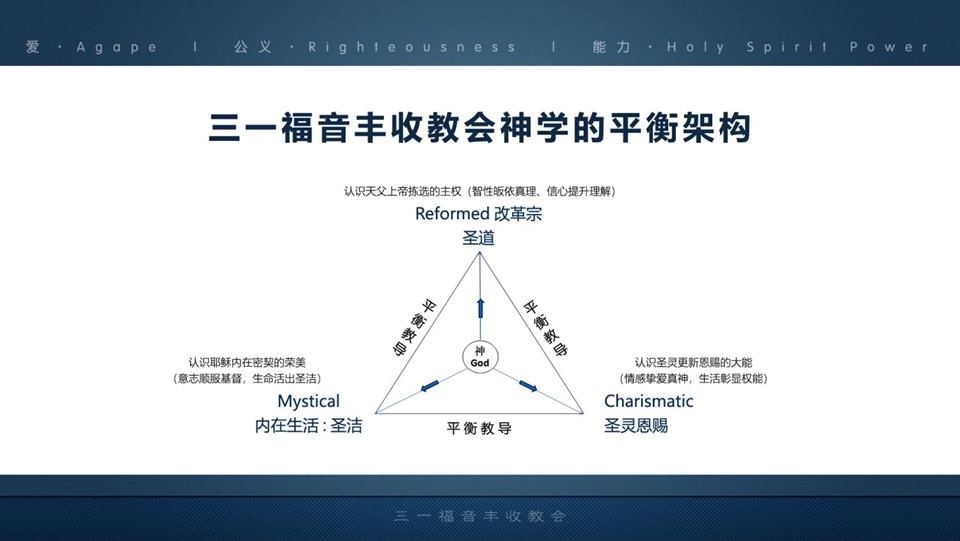 爱 · Agape | 公义 · Righteousness | 能力 · Holy Spirit Power
三一福音丰收教会神学的平衡架构
认识天父上帝拣选的主权（智性皈依真理、信心提升理解）
Reformed 改革宗
圣道
平衡教导
平衡教导
神
God
认识耶稣内在密契的荣美
（意志顺服基督，生命活出圣洁）
Mystical
内在生活 : 圣洁
认识圣灵更新恩赐的大能
（情感挚爱真神，生活彰显权能）
Charismatic
圣灵恩赐
平衡教导
三一福音丰收教会